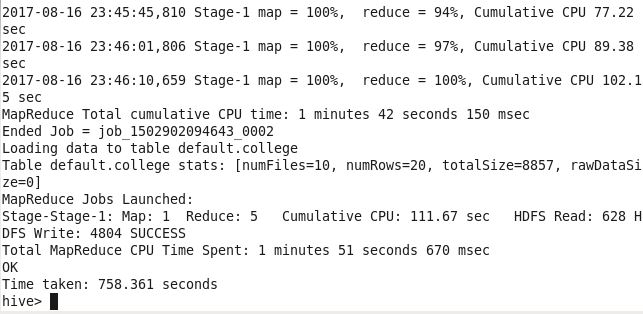 2017-08-16 23:45:45,810 Stage-1 map = 100%,  reduce = 94%, Cumulative CPU 77.22
sec
2017-08-16 23:46:01,806 Stage-1 map = 100%,  reduce = 97%, Cumulative CPU 89.38
sec
2017-08-16 23:46:10,659 Stage-1 map = 100%,  reduce = 100%, Cumulative CPU 102.1
5 sec
MapReduce Total cumulative CPU time: 1 minutes 42 seconds 150 msec
Ended Job = job_1502902094643_0002
Loading data to table default.college
Table default.college stats: [numFiles=10, numRows=20, totalSize=8857, rawDataSi
ze=0]
MapReduce Jobs Launched:
Stage-Stage-1: Map: 1  Reduce: 5   Cumulative CPU: 111.67 sec   HDFS Read: 628 H
DFS Write: 4804 SUCCESS
Total MapReduce CPU Time Spent: 1 minutes 51 seconds 670 msec
OK
Time taken: 758.361 seconds
hive>